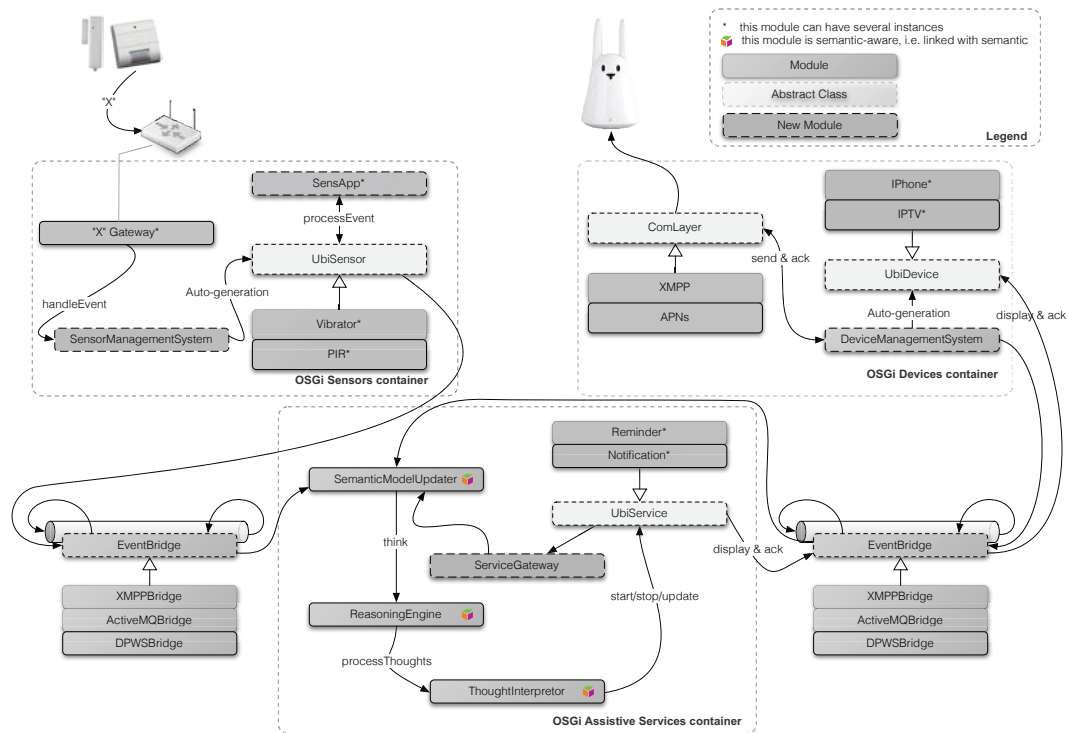 * this module can have several instances
this module is semantic-aware, i.e. linked with semantic
Module
Abstract Class
New Module
Legend
"X"
SensApp*
processEvent
"X" Gateway*
UbiSensor
Auto-generation
handleEvent
Vibrator*
SensorManagementSystem
PIR*
OSGi Sensors container
IPhone*
IPTV*
ComLayer
send & ack
UbiDevice
XMPP
Auto-generation
display & ack
APNs
DeviceManagementSystem
OSGi Devices container
Reminder*
Notification*
SemanticModelUpdater
UbiService
think
display & ack
ServiceGateway
start/stop/update
ReasoningEngine
processThoughts
ThoughtInterpretor
OSGi Assistive Services container
EventBridge
XMPPBridge
ActiveMQBridge
DPWSBridge
EventBridge
XMPPBridge
ActiveMQBridge
DPWSBridge